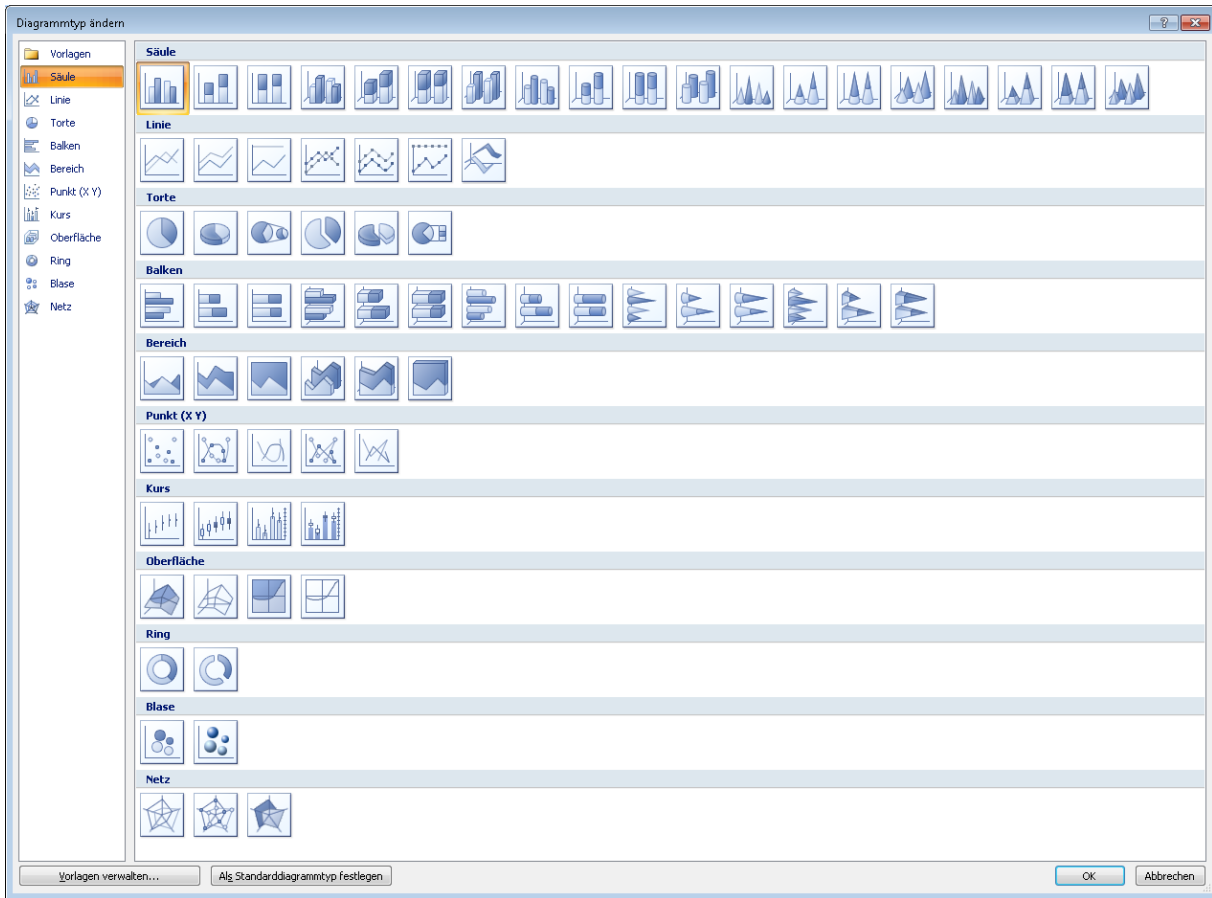 Diagrammtyp ändern
Vorlagen
Säule
Linie
Torte
Balken
Bereich
Punkt (X Y)
Kurs
Oberfläche
Ring
Blase
Netz
Säule
Linie
Torte
Balken
Bereich
Punkt (X Y)
Kurs
Oberfläche
Ring
Blase
Netz
Vorlagen verwalten...
Als Standarddiagrammtyp festlegen
OK
Abbrechen